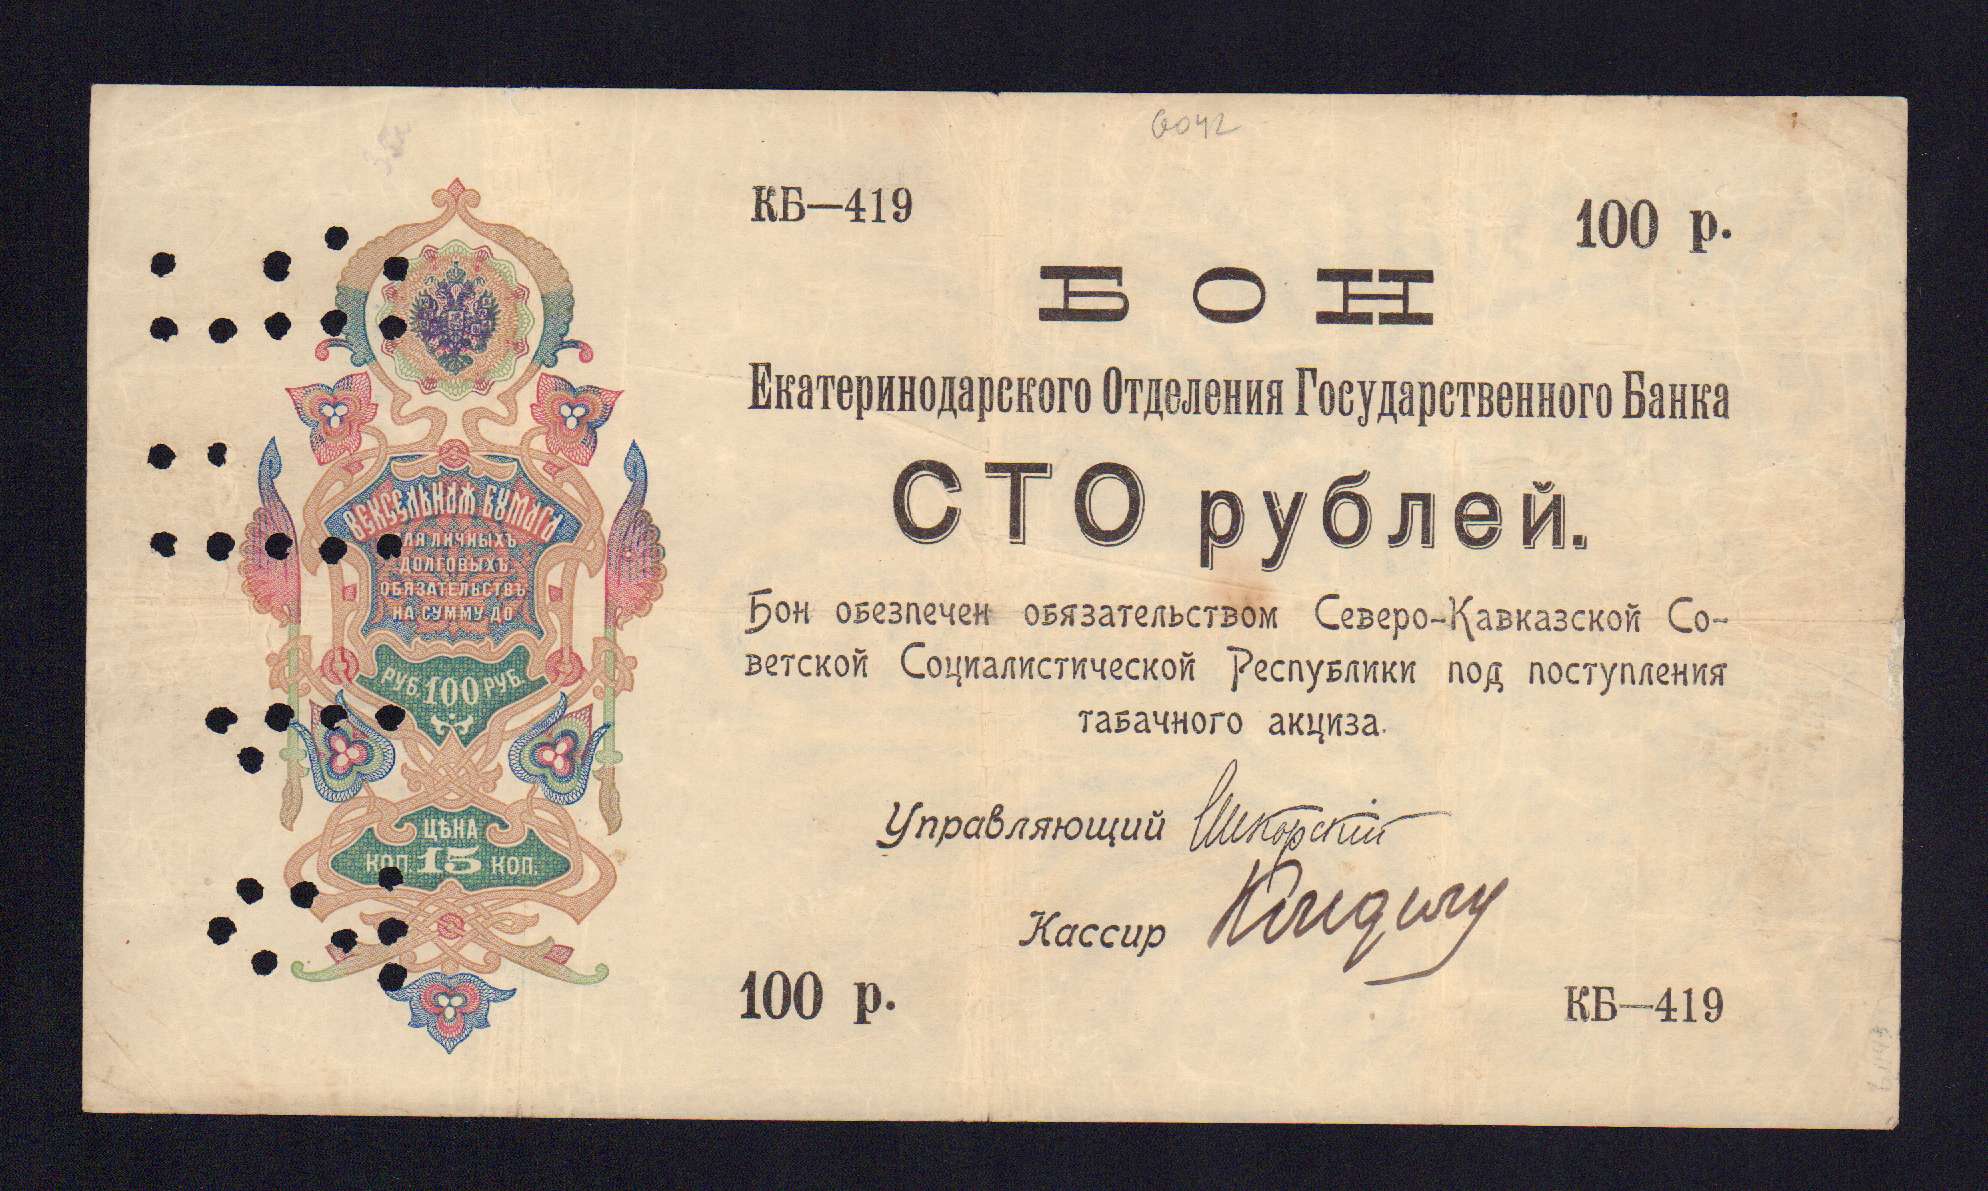 6042
КБ—419
100 р.
БОН
Екатеринодарского Отделения Государственного Банка
СТО рублей.
Бон обезпечен обязательством Северо-Кавказской Со-
ветской Социалистической Республики под поступления
табачного акциза.
Управляющий
Кассир
100 р.
КБ—419
ВЕКСЕЛЬНАЯ БУМАГА
ДЛЯ ЛИЧНЫХЪ
ДОЛГОВЫХЪ
ОБЯЗАТЕЛЬСТВЪ
НА СУММУ ДО
РУБ. 100 РУБ.
ЦѢНА
КОП. 15 КОП.